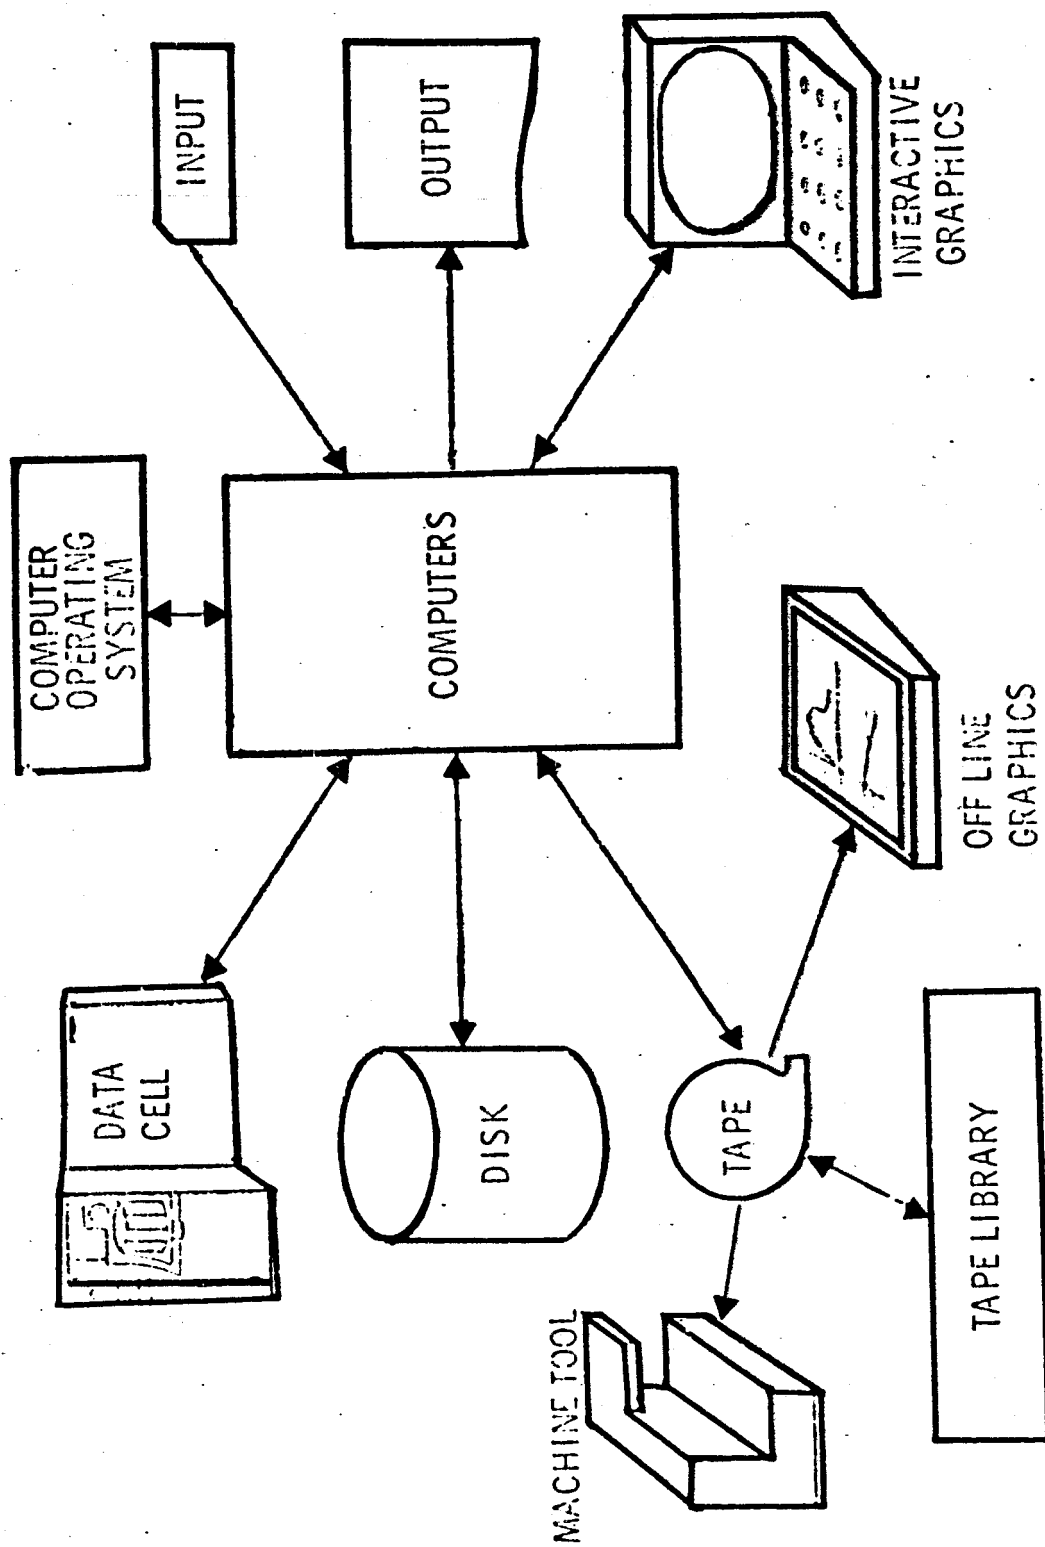 COMPUTER
OPERATING
SYSTEM
DATA
CELL
INPUT
DISK
COMPUTERS
OUTPUT
MACHINE TOOL
TAPE
INTERACTIVE
GRAPHICS
TAPE LIBRARY
OFF LINE
GRAPHICS